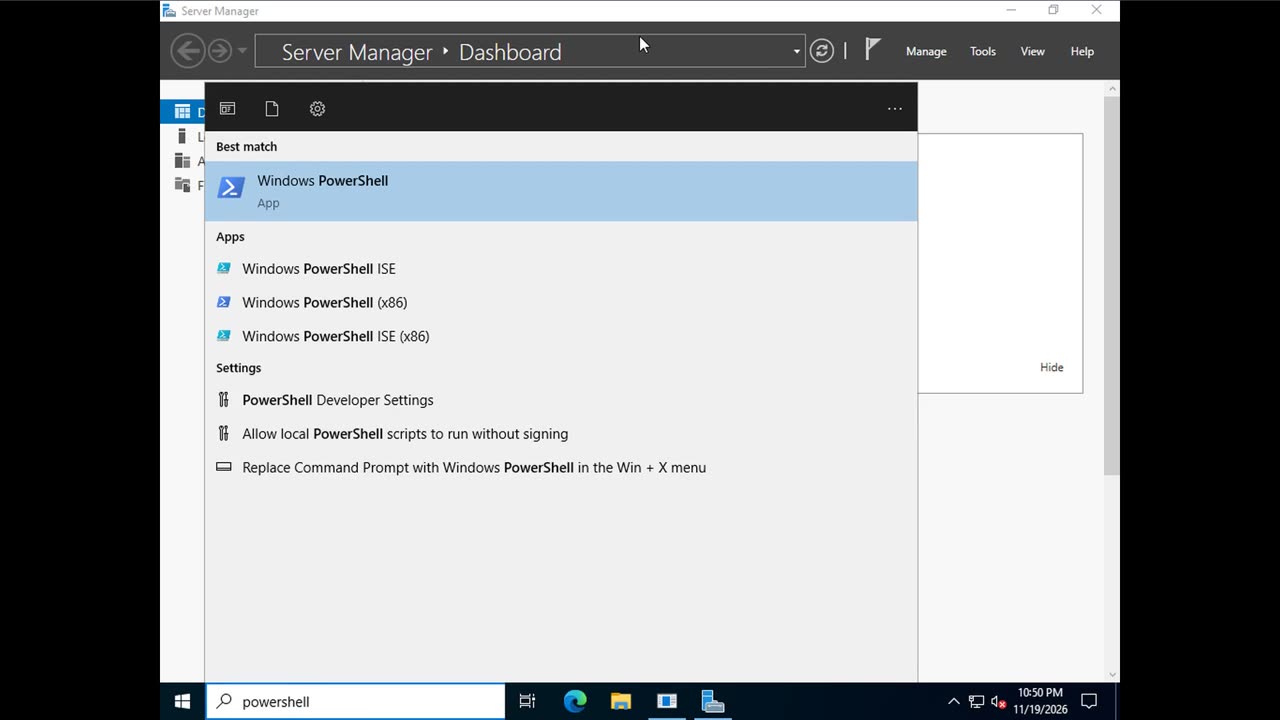 Server Manager
Server Manager
Dashboard
Manage
Tools
View
Help
Best match
Windows PowerShell
App
Apps
Windows PowerShell ISE
Windows PowerShell (x86)
Windows PowerShell ISE (x86)
Settings
PowerShell Developer Settings
Allow local PowerShell scripts to run without signing
Replace Command Prompt with Windows PowerShell in the Win + X menu
Hide
powershell
10:50 PM
11/19/2026